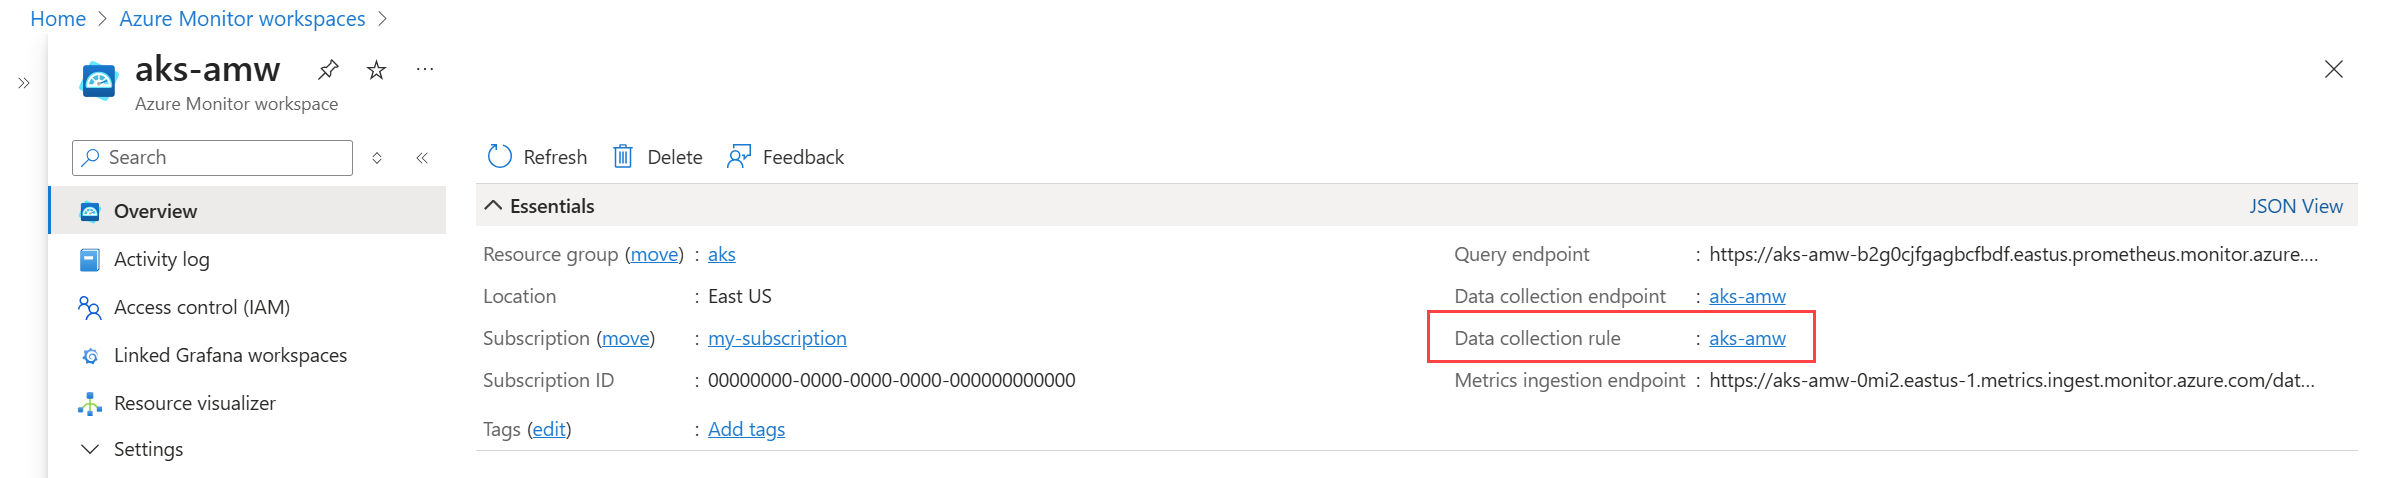 Home > Azure Monitor workspaces >
aks-amw
Azure Monitor workspace
Search
Overview
Activity log
Access control (IAM)
Linked Grafana workspaces
Resource visualizer
Settings
Refresh Delete Feedback
Essentials
JSON View
Resource group (move) : aks
Location : East US
Subscription (move) : my-subscription
Subscription ID : 00000000-0000-0000-0000-000000000000
Tags (edit) : Add tags
Query endpoint : https://aks-amw-b2g0cjfgagbcfbdf.eastus.prometheus.monitor.azure....
Data collection endpoint : aks-amw
Data collection rule : aks-amw
Metrics ingestion endpoint : https://aks-amw-0mi2.eastus-1.metrics.ingest.monitor.azure.com/dat...